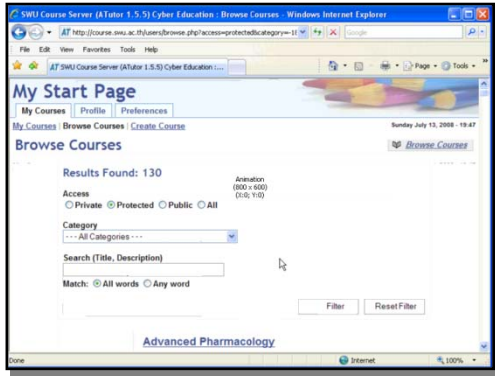 SWU Course Server (ATutor 1.5.5) Cyber Education : Browse Courses - Windows Internet Explorer
http://course.swu.ac.th/users/browse.php?access=protected&category=-1& Google
File Edit View Favorites Tools Help
SWU Course Server (ATutor 1.5.5) Cyber Education :... Page Tools
My Start Page
My Courses Profile Preferences
My Courses | Browse Courses | Create Course Sunday July 13, 2008 - 19:47
Browse Courses Browse Courses
Results Found: 130
Animation
(800 x 600)
(X:0; Y:0)
Access
Private Protected Public All
Category
- - - All Categories - - -
Search (Title, Description)
Match: All words Any word
Filter Reset Filter
Advanced Pharmacology
Done Internet 100%